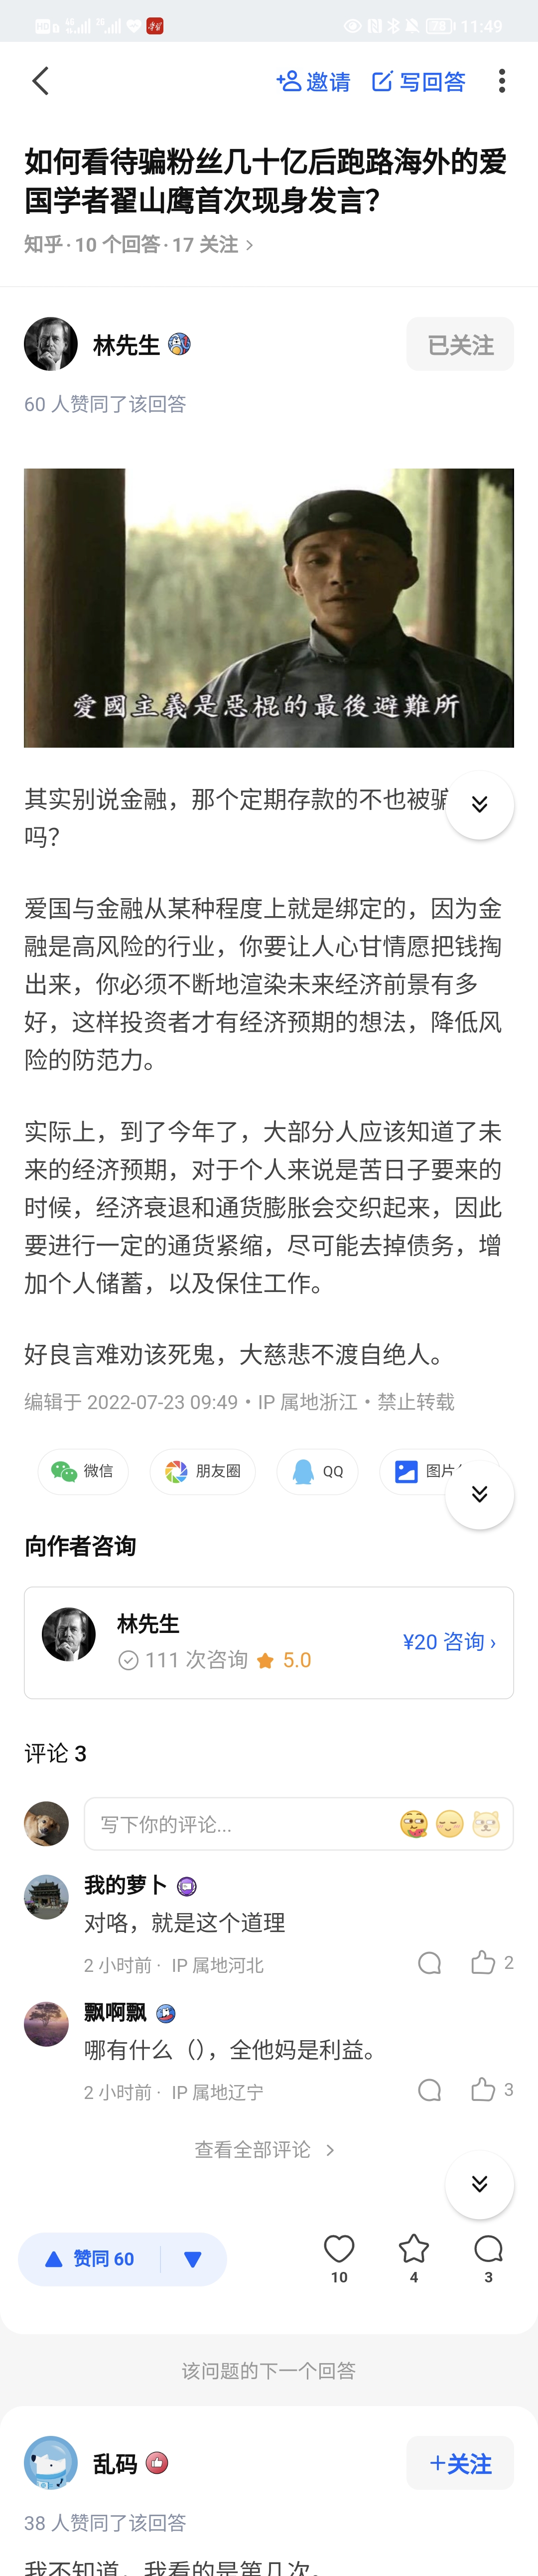 11:49
邀请 写回答
如何看待骗粉丝几十亿后跑路海外的爱
国学者翟山鹰首次现身发言？
知乎·10 个回答·17 关注 >
林先生
已关注
60 人赞同了该回答
愛國主義是惡棍的最後避難所
其实别说金融，那个定期存款的不也被骗
吗？
爱国与金融从某种程度上就是绑定的，因为金
融是高风险的行业，你要让人心甘情愿把钱掏
出来，你必须不断地渲染未来经济前景有多
好，这样投资者才有经济预期的想法，降低风
险的防范力。
实际上，到了今年了，大部分人应该知道了未
来的经济预期，对于个人来说是苦日子要来的
时候，经济衰退和通货膨胀会交织起来，因此
要进行一定的通货紧缩，尽可能去掉债务，增
加个人储蓄，以及保住工作。
好良言难劝该死鬼，大慈悲不渡自绝人。
编辑于 2022-07-23 09:49・IP 属地浙江・禁止转载
微信 朋友圈 QQ 图片
向作者咨询
林先生
111 次咨询 5.0
¥20 咨询 ›
评论 3
写下你的评论...
我的萝卜
对咯，就是这个道理
2 小时前 · IP 属地河北 2
飘啊飘
哪有什么（），全他妈是利益。
2 小时前 · IP 属地辽宁 3
查看全部评论 >
赞同 60 10 4 3
该问题的下一个回答
乱码
+关注
38 人赞同了该回答
我不知道，我看的是第几次。